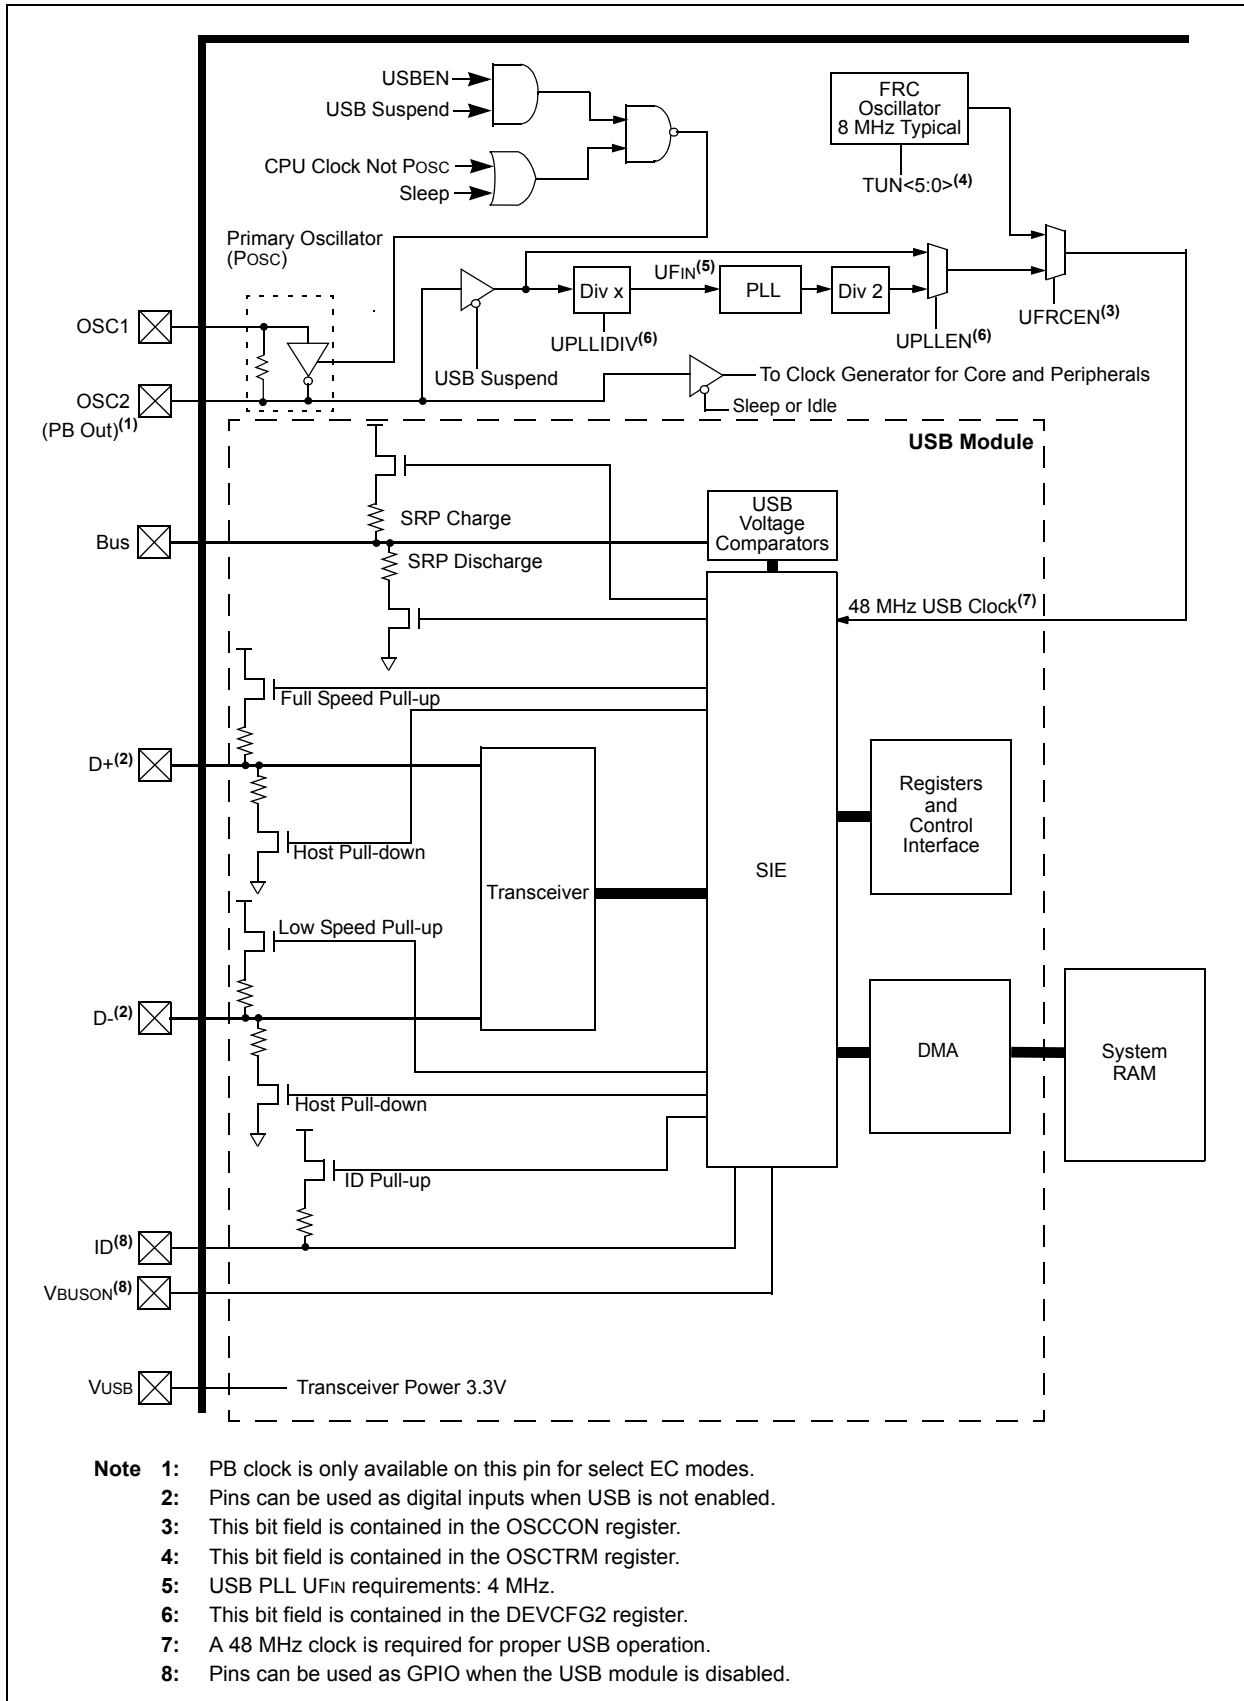 USBEN
USB Suspend
CPU Clock Not POSC
Sleep
FRC
Oscillator
8 MHz Typical
TUN<5:0>(4)
Primary Oscillator
(POSC)
UFIN(5)
Div x
PLL
Div 2
UFRCEN(3)
OSC1
UPLLIDIV(6)
UPLLEN(6)
USB Suspend
To Clock Generator for Core and Peripherals
OSC2
(PB Out)(1)
Sleep or Idle
USB Module
USB
Voltage
Comparators
SRP Charge
Bus
SRP Discharge
48 MHz USB Clock(7)
Full Speed Pull-up
D+(2)
Registers
and
Control
Interface
Host Pull-down
SIE
Transceiver
Low Speed Pull-up
D-(2)
DMA
System
RAM
Host Pull-down
ID Pull-up
ID(8)
VBUSON(8)
VUSB
Transceiver Power 3.3V
Note 1: PB clock is only available on this pin for select EC modes.
2: Pins can be used as digital inputs when USB is not enabled.
3: This bit field is contained in the OSCCON register.
4: This bit field is contained in the OSCTRM register.
5: USB PLL UFIN requirements: 4 MHz.
6: This bit field is contained in the DEVCFG2 register.
7: A 48 MHz clock is required for proper USB operation.
8: Pins can be used as GPIO when the USB module is disabled.